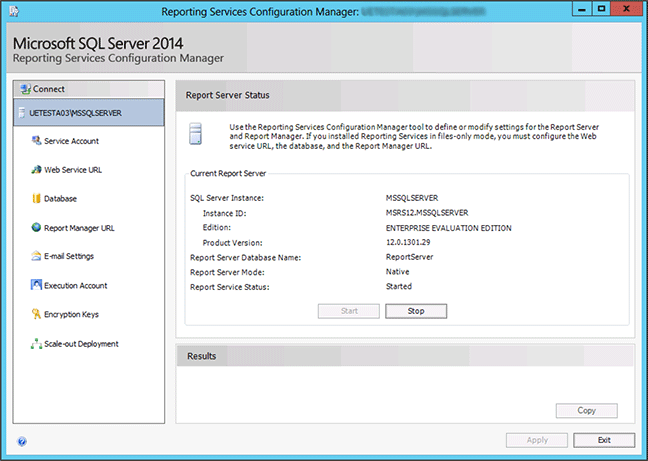 Reporting Services Configuration Manager:
Microsoft SQL Server 2014
Reporting Services Configuration Manager
Connect
UETESTA03\MSSQLSERVER
Service Account
Web Service URL
Database
Report Manager URL
E-mail Settings
Execution Account
Encryption Keys
Scale-out Deployment
Report Server Status
Use the Reporting Services Configuration Manager tool to define or modify settings for the Report Server
and Report Manager. If you installed Reporting Services in files-only mode, you must configure the Web
service URL, the database, and the Report Manager URL.
Current Report Server
SQL Server Instance: MSSQLSERVER
Instance ID: MSRS12.MSSQLSERVER
Edition: ENTERPRISE EVALUATION EDITION
Product Version: 12.0.1301.29
Report Server Database Name: ReportServer
Report Server Mode: Native
Report Service Status: Started
Start Stop
Results
Copy
Apply Exit